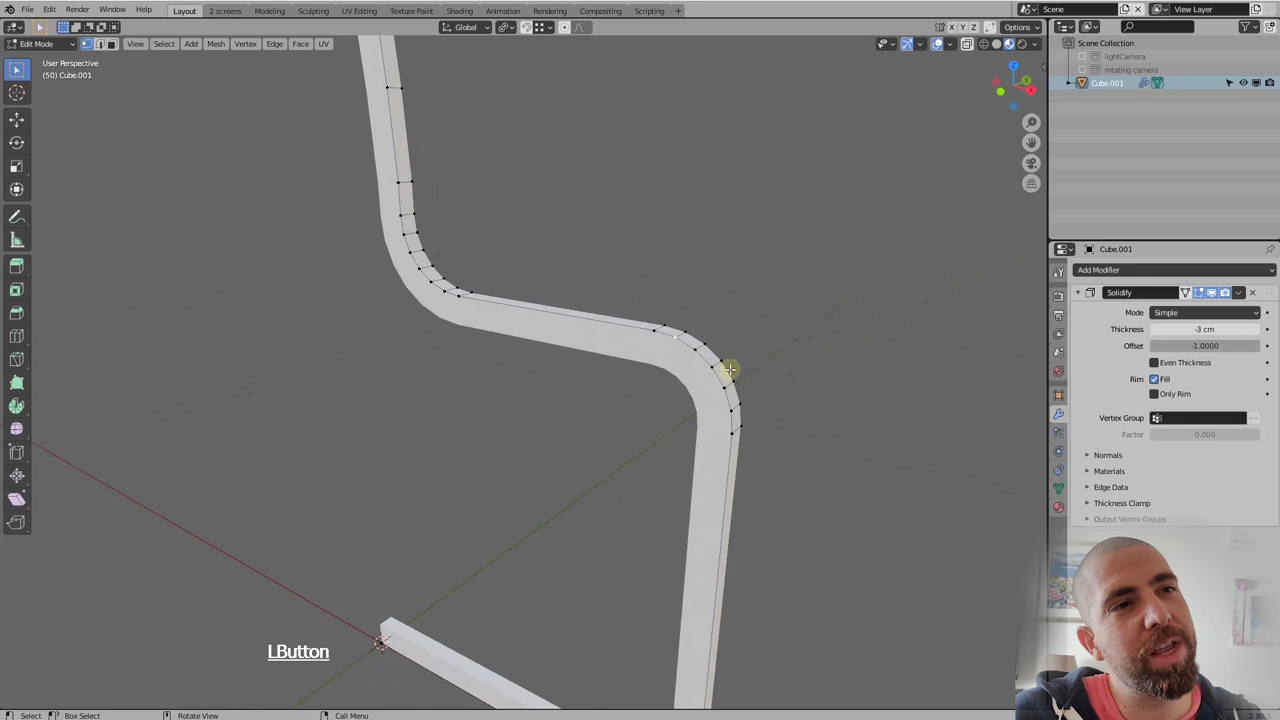 File Edit Render Window Help
Layout 2 screens Modeling Sculpting UV Editing Texture Paint Shading Animation Rendering Compositing Scripting +
Scene
View Layer
Global
X Y Z
Options
Edit Mode
View Select Add Mesh Vertex Edge Face UV
User Perspective
(50) Cube.001
Z
Y
X
Scene Collection
lightCamera
rotating camera
Cube.001
Cube.001
Add Modifier
Solidify
Mode Simple
Thickness -3 cm
Offset -1.0000
Even Thickness
Rim Fill
Only Rim
Vertex Group
Factor 0.000
Normals
Materials
Edge Data
Thickness Clamp
Output Vertex Groups
LButton
Select Box Select Rotate View Call Menu